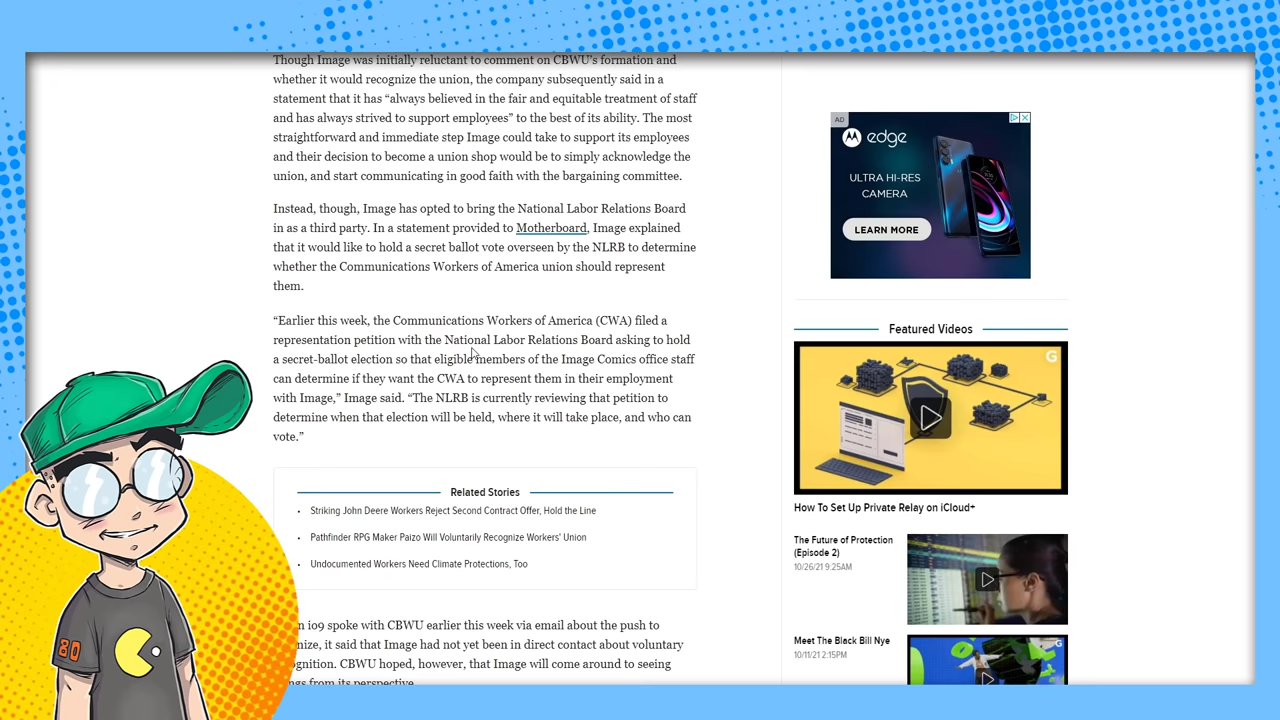 Though Image was initially reluctant to comment on CBWU's formation and
whether it would recognize the union, the company subsequently said in a
statement that it has “always believed in the fair and equitable treatment of staff
and has always strived to support employees” to the best of its ability. The most
straightforward and immediate step Image could take to support its employees
and their decision to become a union shop would be to simply acknowledge the
union, and start communicating in good faith with the bargaining committee.
Instead, though, Image has opted to bring the National Labor Relations Board
in as a third party. In a statement provided to Motherboard, Image explained
that it would like to hold a secret ballot vote overseen by the NLRB to determine
whether the Communications Workers of America union should represent
them.
“Earlier this week, the Communications Workers of America (CWA) filed a
representation petition with the National Labor Relations Board asking to hold
a secret-ballot election so that eligible members of the Image Comics office staff
can determine if they want the CWA to represent them in their employment
with Image,” Image said. “The NLRB is currently reviewing that petition to
determine when that election will be held, where it will take place, and who can
vote.”
Related Stories
• Striking John Deere Workers Reject Second Contract Offer, Hold the Line
• Pathfinder RPG Maker Paizo Will Voluntarily Recognize Workers' Union
• Undocumented Workers Need Climate Protections, Too
n io9 spoke with CBWU earlier this week via email about the push to
nize, it said that Image had not yet been in direct contact about voluntary
ognition. CBWU hoped, however, that Image will come around to seeing
ngs from its perspective.
AD
edge
ULTRA HI-RES
CAMERA
LEARN MORE
Featured Videos
G
How To Set Up Private Relay on iCloud+
The Future of Protection
(Episode 2)
10/26/21 9:25AM
Meet The Black Bill Nye
10/11/21 2:15PM
G
80